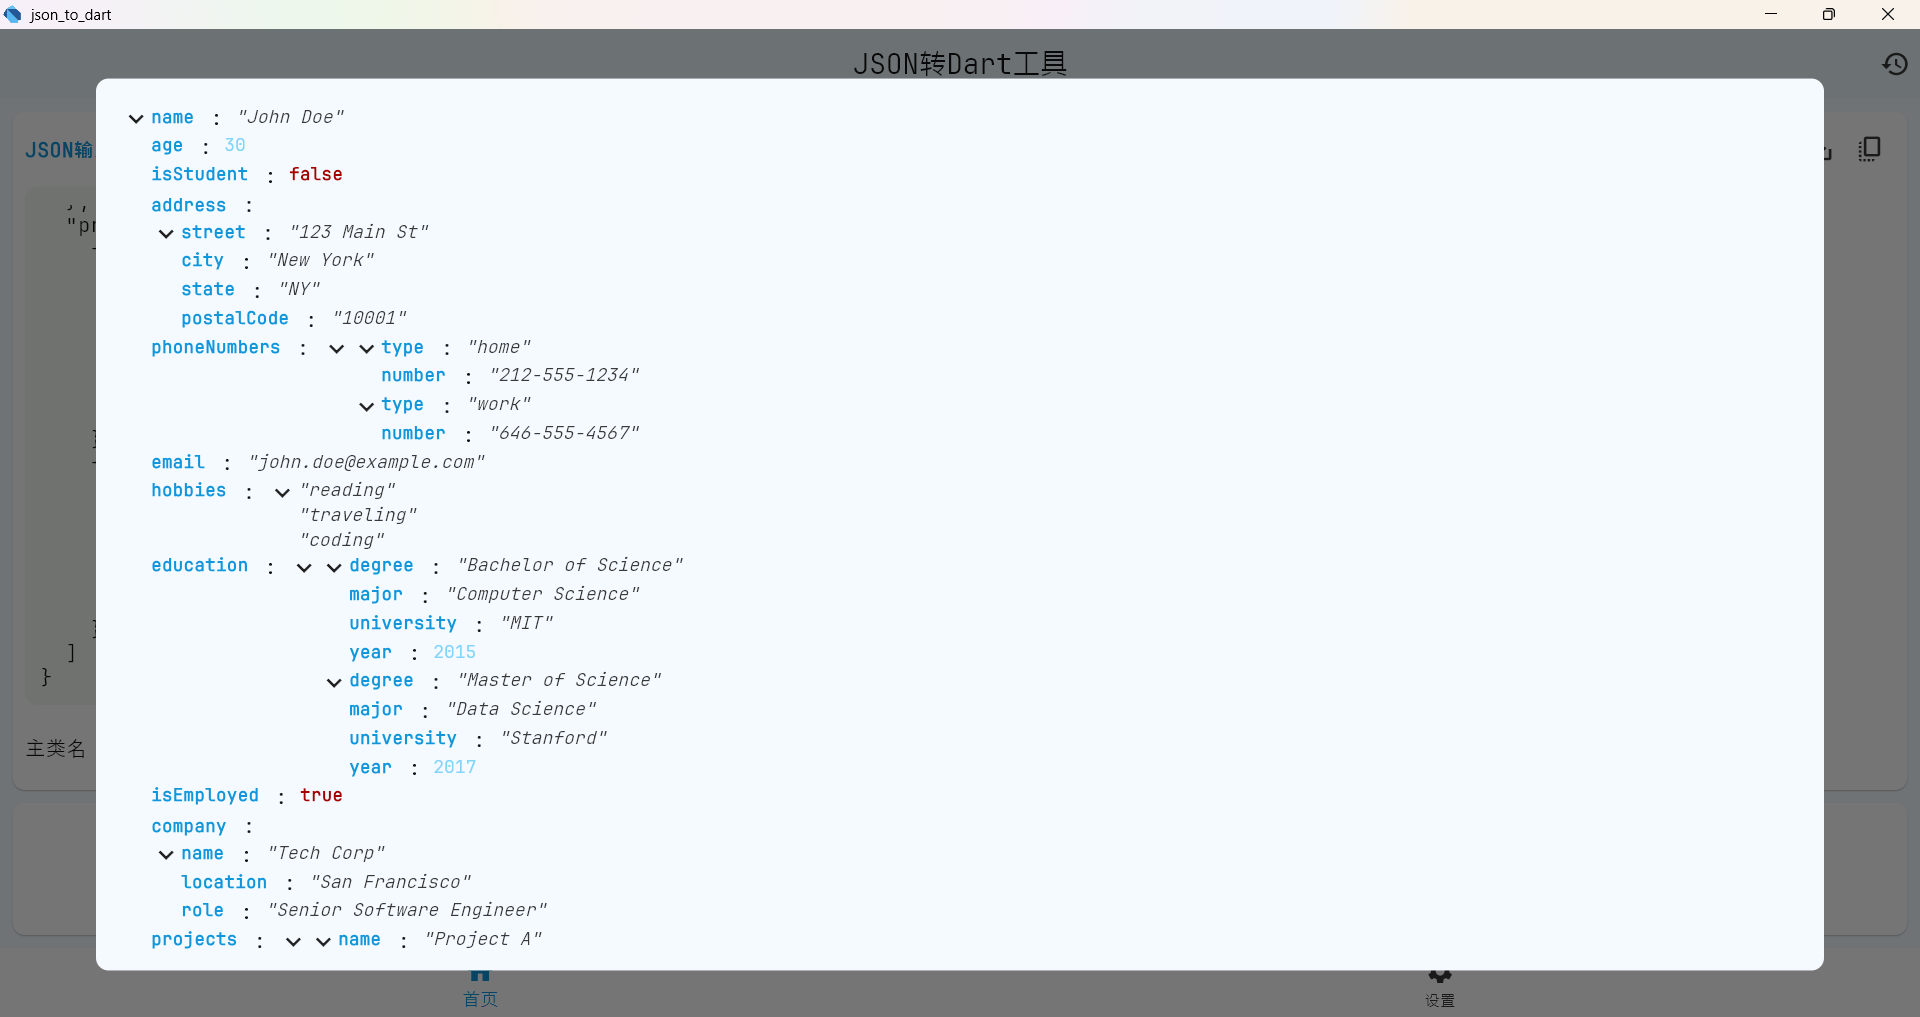 json_to_dart
JSON转Dart工具
JSON输
name : "John Doe"
age : 30
isStudent : false
address :
street : "123 Main St"
city : "New York"
state : "NY"
postalCode : "10001"
phoneNumbers : type : "home"
number : "212-555-1234"
type : "work"
number : "646-555-4567"
email : "john.doe@example.com"
hobbies : "reading"
"traveling"
"coding"
education : degree : "Bachelor of Science"
major : "Computer Science"
university : "MIT"
year : 2015
degree : "Master of Science"
major : "Data Science"
university : "Stanford"
year : 2017
isEmployed : true
company :
name : "Tech Corp"
location : "San Francisco"
role : "Senior Software Engineer"
projects : name : "Project A"
},
"pr
]
}
主类名
首页
设置